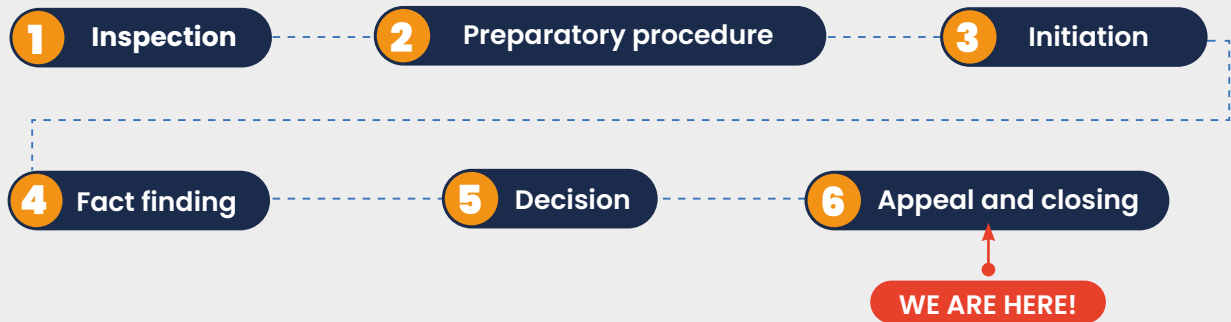 1 Inspection
2 Preparatory procedure
3 Initiation
4 Fact finding
5 Decision
6 Appeal and closing
WE ARE HERE!